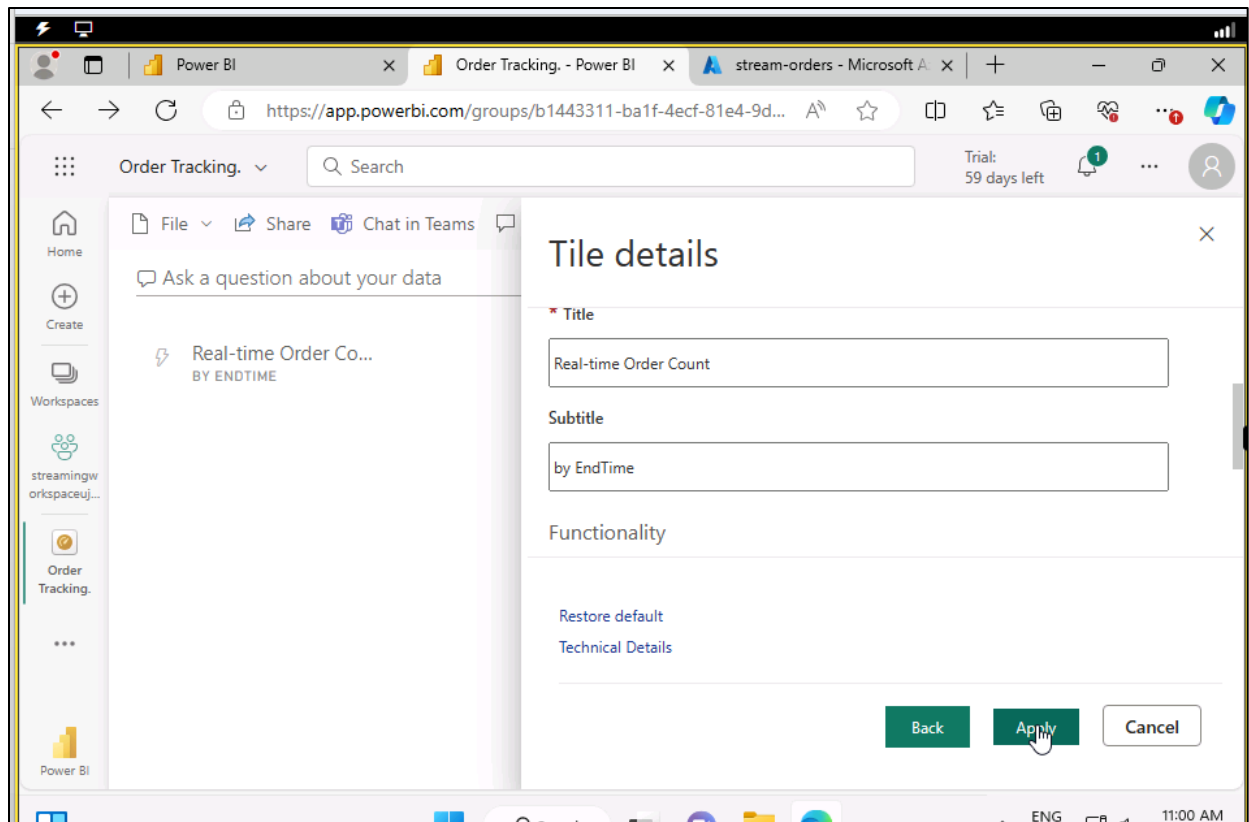 Power BI
Order Tracking. - Power BI
stream-orders - Microsoft A
https://app.powerbi.com/groups/b1443311-ba1f-4ecf-81e4-9d...
Order Tracking.
Search
Trial:
59 days left
1
File
Share
Chat in Teams
Ask a question about your data
Home
Create
Workspaces
streamingw
orkspaceuj...
Order
Tracking.
Power BI
Real-time Order Co...
BY ENDTIME
Tile details
* Title
Real-time Order Count
Subtitle
by EndTime
Functionality
Restore default
Technical Details
Back
Apply
Cancel
ENG
11:00 AM